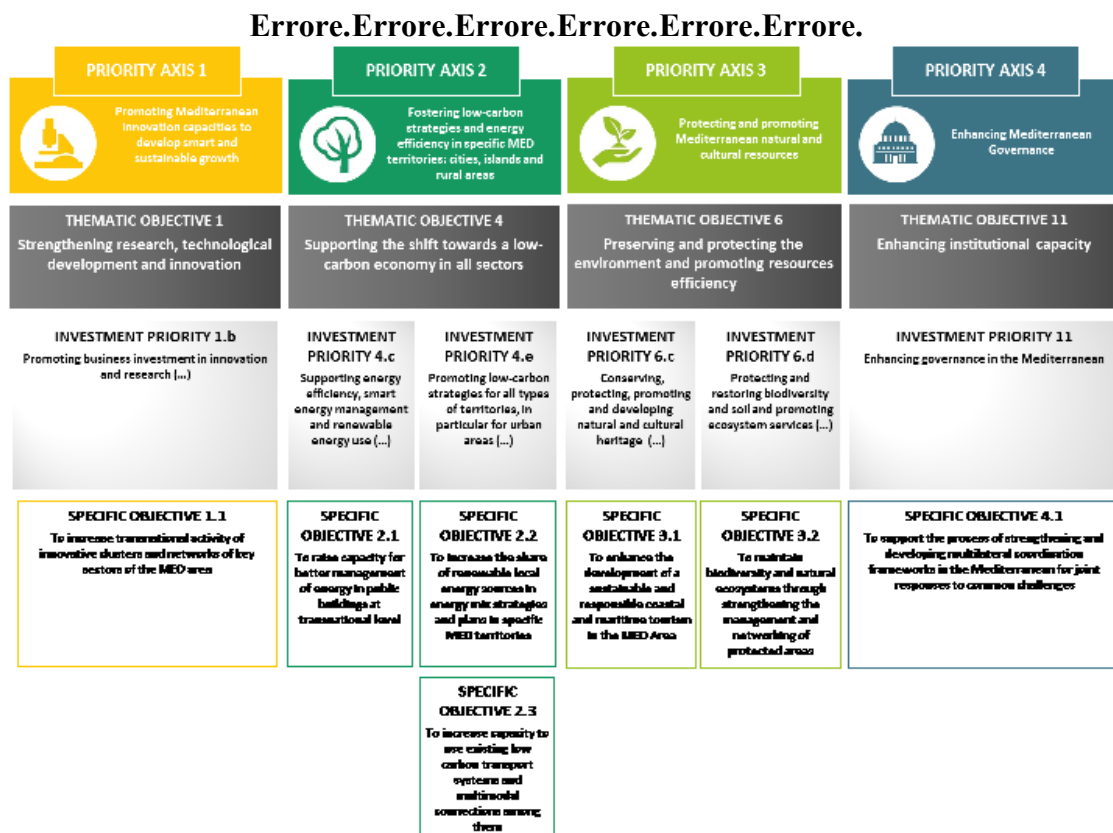 Errore.Errore.Errore.Errore.Errore.Errore.
PRIORITY AXIS 1
Promoting Mediterranean
innovation capacities to
develop smart and
sustainable growth
PRIORITY AXIS 2
Fostering low-carbon
strategies and energy
efficiency in specific MED
territories: cities, islands and
rural areas
PRIORITY AXIS 3
Protecting and promoting
Mediterranean natural and
cultural resources
PRIORITY AXIS 4
Enhancing Mediterranean
Governance
THEMATIC OBJECTIVE 1
Strengthening research, technological
development and innovation
THEMATIC OBJECTIVE 4
Supporting the shift towards a low-
carbon economy in all sectors
THEMATIC OBJECTIVE 6
Preserving and protecting the
environment and promoting resources
efficiency
THEMATIC OBJECTIVE 11
Enhancing institutional capacity
INVESTMENT PRIORITY 1.b
Promoting business investment in innovation
and research (...)
INVESTMENT
PRIORITY 4.c
Supporting energy
efficiency, smart
energy management
and renewable
energy use (...)
INVESTMENT
PRIORITY 4.e
Promoting low-carbon
strategies for all types
of territories, in
particular for urban
areas (...)
INVESTMENT
PRIORITY 6.c
Conserving,
protecting, promoting
and developing
natural and cultural
heritage (...)
INVESTMENT
PRIORITY 6.d
Protecting and
restoring biodiversity
and soil and promoting
ecosystem services (...)
INVESTMENT PRIORITY 11
Enhancing governance in the Mediterranean
SPECIFIC OBJECTIVE 1.1
To increase transnational activity of
innovative clusters and networks of key
sectors of the MED area
SPECIFIC
OBJECTIVE 2.1
To raise capacity for
better management
of energy in public
buildings at
transnational level
SPECIFIC
OBJECTIVE 2.2
To increase the share
of renewable local
energy sources in
energy mix strategies
and plans in specific
MED territories
SPECIFIC
OBJECTIVE 3.1
To enhance the
development of a
sustainable and
responsible coastal
and maritime tourism
in the MED Area
SPECIFIC
OBJECTIVE 3.2
To maintain
biodiversity and natural
ecosystems through
strengthening the
management and
networking of
protected areas
SPECIFIC OBJECTIVE 4.1
To support the process of strengthening and
developing multilateral coordination
frameworks in the Mediterranean for joint
responses to common challenges
SPECIFIC
OBJECTIVE 2.3
To increase capacity to
use existing low
carbon transport
systems and
multimodal
connections among
them